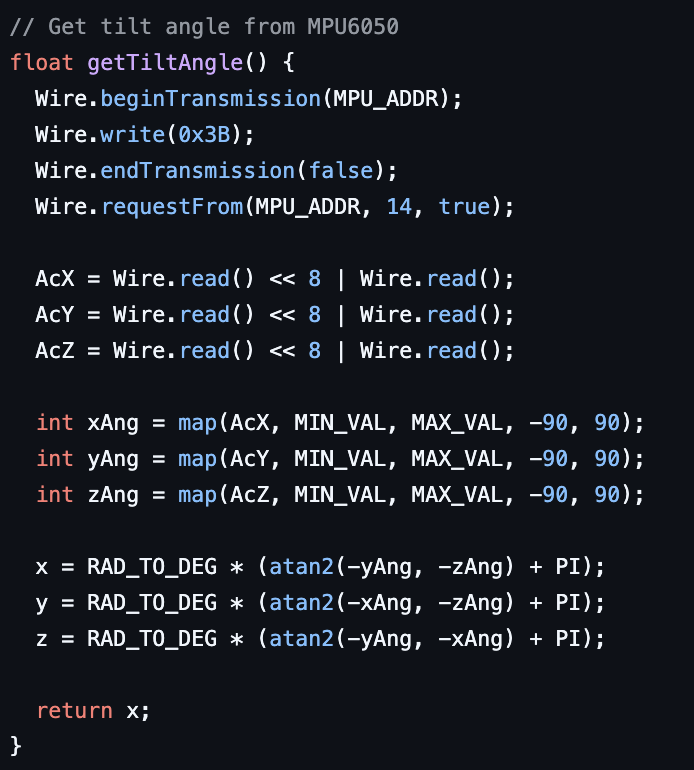 // Get tilt angle from MPU6050
float getTiltAngle() {
  Wire.beginTransmission(MPU_ADDR);
  Wire.write(0x3B);
  Wire.endTransmission(false);
  Wire.requestFrom(MPU_ADDR, 14, true);

  AcX = Wire.read() << 8 | Wire.read();
  AcY = Wire.read() << 8 | Wire.read();
  AcZ = Wire.read() << 8 | Wire.read();

  int xAng = map(AcX, MIN_VAL, MAX_VAL, -90, 90);
  int yAng = map(AcY, MIN_VAL, MAX_VAL, -90, 90);
  int zAng = map(AcZ, MIN_VAL, MAX_VAL, -90, 90);

  x = RAD_TO_DEG * (atan2(-yAng, -zAng) + PI);
  y = RAD_TO_DEG * (atan2(-xAng, -zAng) + PI);
  z = RAD_TO_DEG * (atan2(-yAng, -xAng) + PI);

  return x;
}